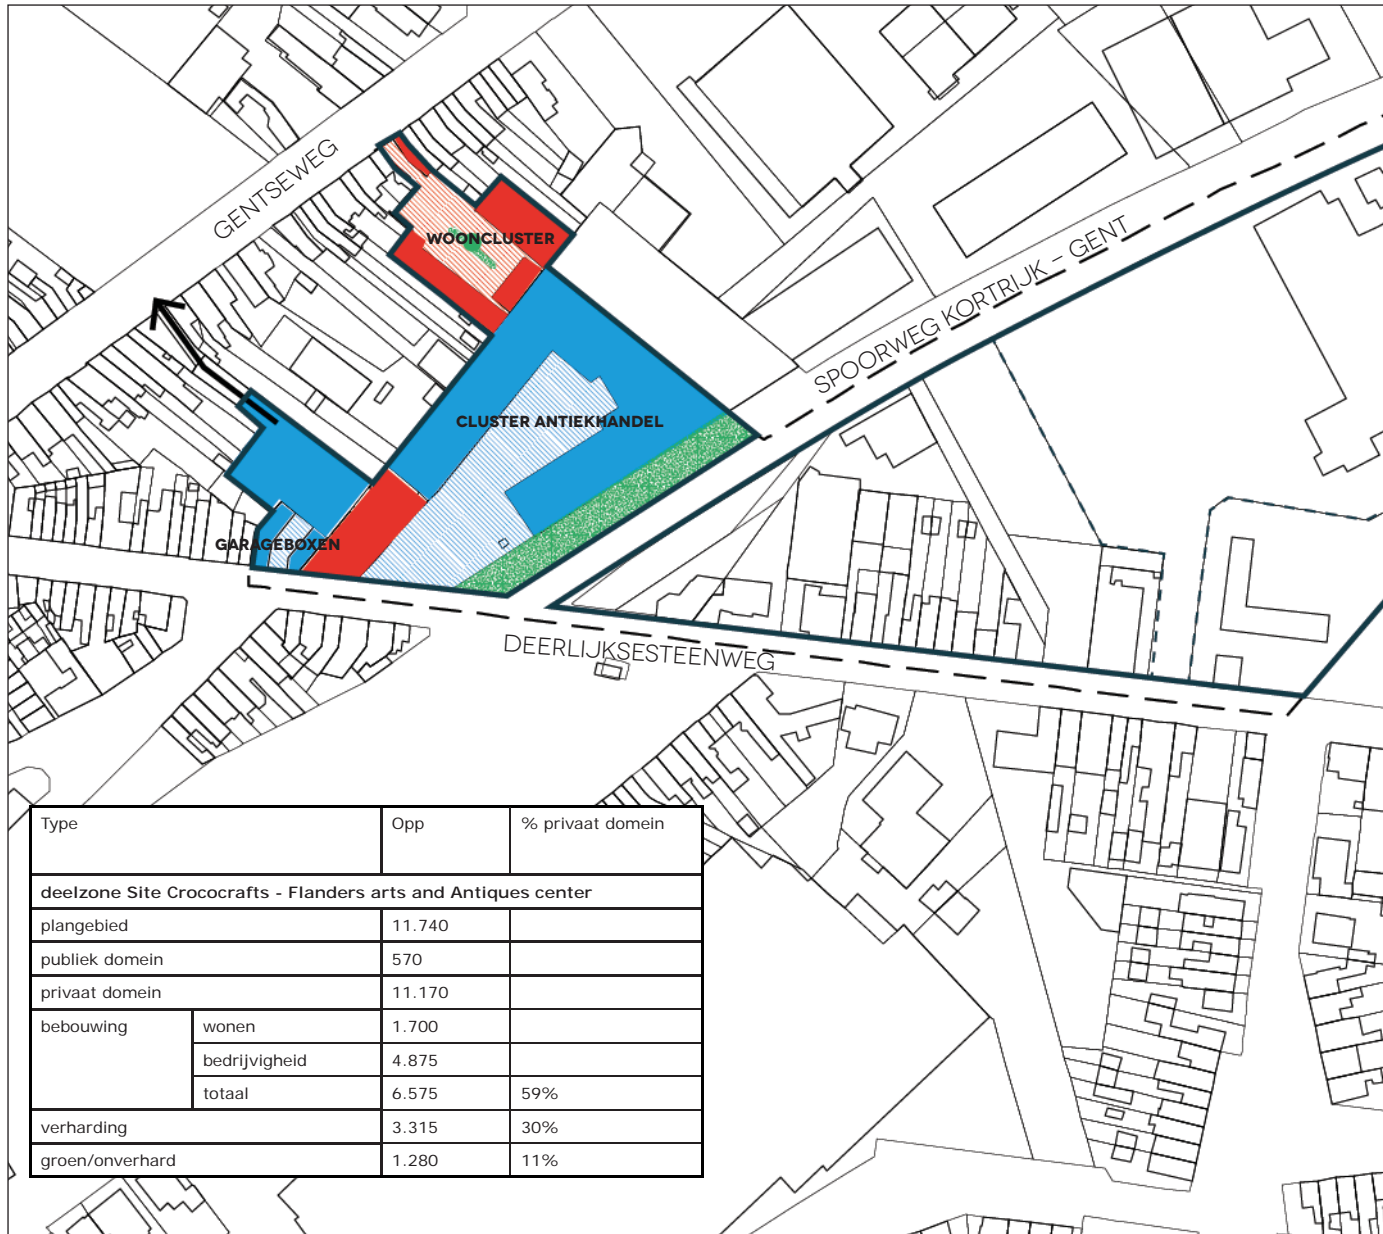 GENTSEWEG
WOONCLUSTER
SPOORWEG KORTRIJK - GENT
CLUSTER ANTIEKHANDEL
GARAGEBOXEN
DEERLIJKSESTEENWEG
Type Opp % privaat domein
deelzone Site Crococrafts - Flanders arts and Antiques center
plangebied 11.740
publiek domein 570
privaat domein 11.170
bebouwing wonen 1.700
bedrijvigheid 4.875
totaal 6.575 59%
verharding 3.315 30%
groen/onverhard 1.280 11%